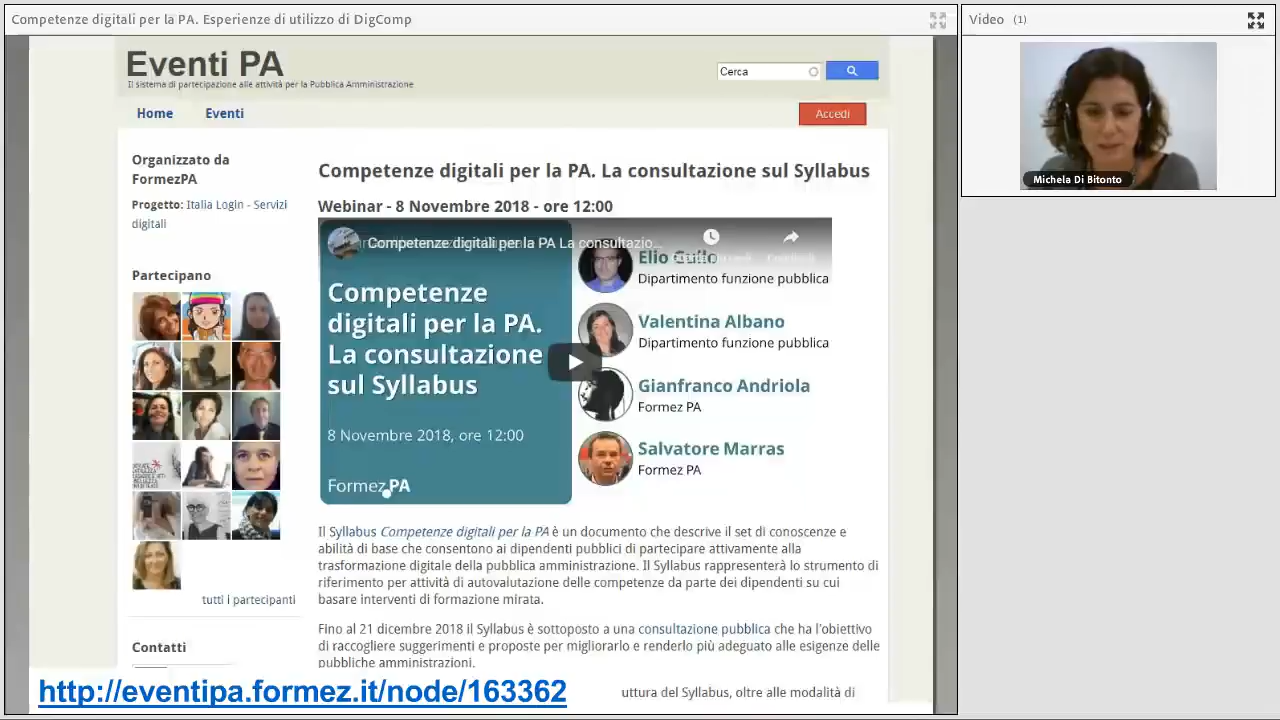 Competenze digitali per la PA. Esperienze di utilizzo di DigComp
Video (1)
Michela Di Bitonto
Eventi PA
Il sistema di partecipazione alle attività per la Pubblica Amministrazione
Cerca
Home
Eventi
Accedi
Organizzato da
FormezPA
Progetto: Italia Login - Servizi
digitali
Partecipano
tutti i partecipanti
Contatti
Competenze digitali per la PA. La consultazione sul Syllabus
Webinar - 8 Novembre 2018 - ore 12:00
Competenze digitali per la PA La consultazio...
Competenze
digitali per la PA.
La consultazione
sul Syllabus
8 Novembre 2018, ore 12:00
Formez PA
Elio Gullo
Dipartimento funzione pubblica
Valentina Albano
Dipartimento funzione pubblica
Gianfranco Andriola
Formez PA
Salvatore Marras
Formez PA
Il Syllabus Competenze digitali per la PA è un documento che descrive il set di conoscenze e
abilità di base che consentono ai dipendenti pubblici di partecipare attivamente alla
trasformazione digitale della pubblica amministrazione. Il Syllabus rappresenterà lo strumento di
riferimento per attività di autovalutazione delle competenze da parte dei dipendenti su cui
basare interventi di formazione mirata.
Fino al 21 dicembre 2018 il Syllabus è sottoposto a una consultazione pubblica che ha l'obiettivo
di raccogliere suggerimenti e proposte per migliorarlo e renderlo più adeguato alle esigenze delle
pubbliche amministrazioni.
uttura del Syllabus, oltre alle modalità di
http://eventipa.formez.it/node/163362